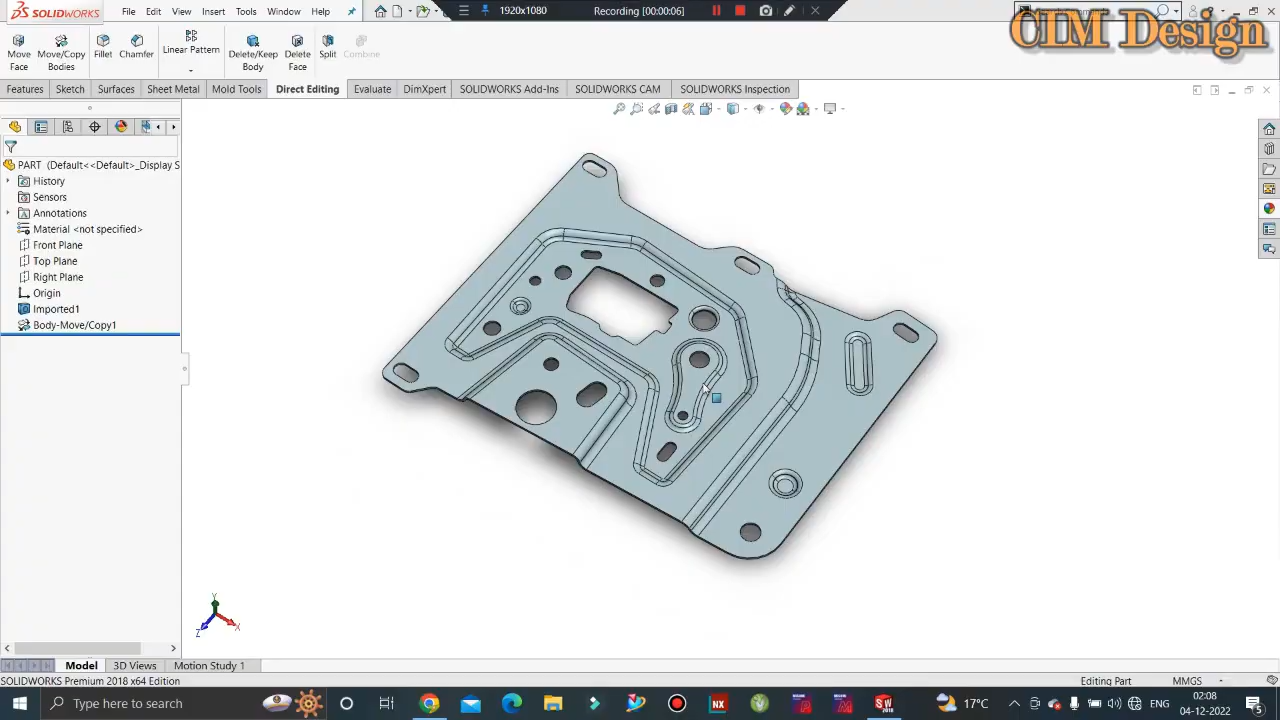 SOLIDWORKS
File Edit View Insert Tools Window Help
1920x1080 Recording [00:00:06]
CIM Design
Move Face
Move/Copy Bodies
Fillet
Chamfer
Linear Pattern
Delete/Keep Body
Delete Face
Split
Combine
Features Sketch Surfaces Sheet Metal Mold Tools Direct Editing Evaluate DimXpert SOLIDWORKS Add-Ins SOLIDWORKS CAM SOLIDWORKS Inspection
PART (Default<<Default>_Display S
History
Sensors
Annotations
Material <not specified>
Front Plane
Top Plane
Right Plane
Origin
Imported1
Body-Move/Copy1
Y
Z X
Model 3D Views Motion Study 1
SOLIDWORKS Premium 2018 x64 Edition Editing Part MMGS
Type here to search
17°C ENG 02:08
04-12-2022